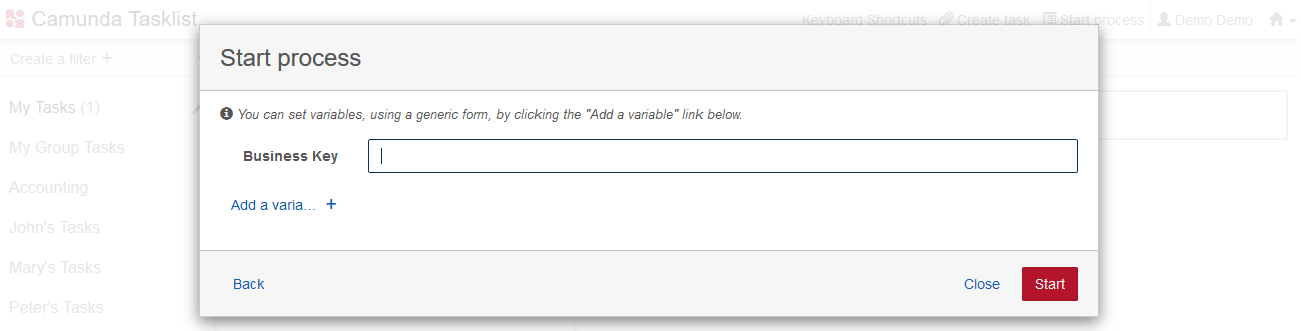 Camunda Tasklist
Keyboard Shortcuts Create task Start process Demo Demo
Create a filter +
My Tasks (1)
My Group Tasks
Accounting
John's Tasks
Mary's Tasks
Peter's Tasks
Start process
You can set variables, using a generic form, by clicking the "Add a variable" link below.
Business Key
Add a varia... +
Back Close Start